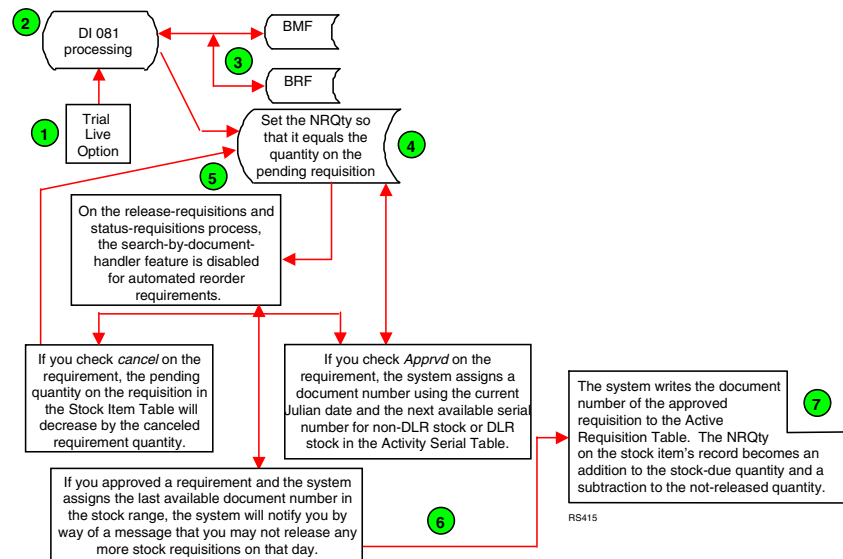 2
DI 081
processing
BMF
3
BRF
1
Trial
Live
Option
Set the NRQty so
that it equals the
quantity on the
pending requisition
4
5
On the release-requisitions and
status-requisitions process,
the search-by-document-
handler feature is disabled
for automated reorder
requirements.
If you check cancel on the
requirement, the pending
quantity on the requisition in
the Stock Item Table will
decrease by the canceled
requirement quantity.
If you check Apprvd on the
requirement, the system assigns a
document number using the current
Julian date and the next available serial
number for non-DLR stock or DLR
stock in the Activity Serial Table.
The system writes the document
number of the approved
requisition to the Active
Requisition Table. The NRQty
on the stock item's record becomes an
addition to the stock-due quantity and a
subtraction to the not-released quantity.
7
If you approved a requirement and the system
assigns the last available document number in
the stock range, the system will notify you by
way of a message that you may not release any
more stock requisitions on that day.
6
RS415